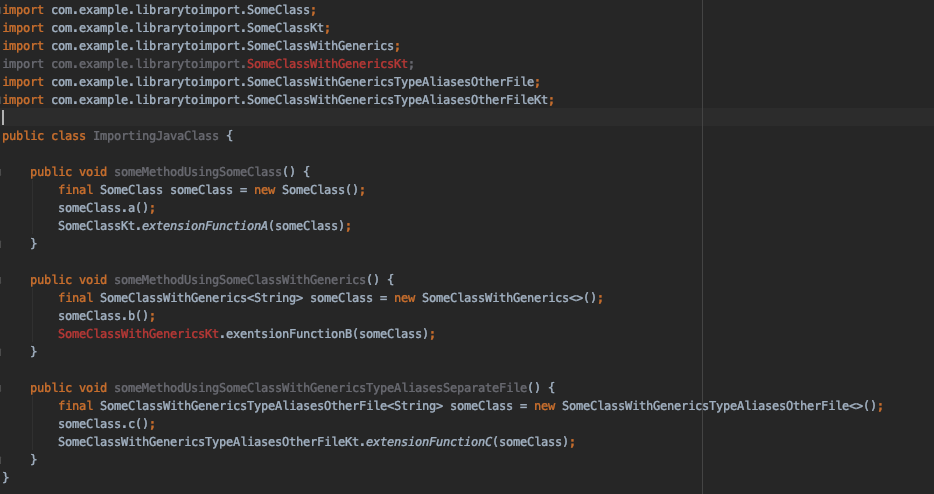 import com.example.librarytoimport.SomeClass;
import com.example.librarytoimport.SomeClassKt;
import com.example.librarytoimport.SomeClassWithGenerics;
import com.example.librarytoimport.SomeClassWithGenericsKt;
import com.example.librarytoimport.SomeClassWithGenericsTypeAliasesOtherFile;
import com.example.librarytoimport.SomeClassWithGenericsTypeAliasesOtherFileKt;
public class ImportingJavaClass {
public void someMethodUsingSomeClass() {
final SomeClass someClass = new SomeClass();
someClass.a();
SomeClassKt.extensionFunctionA(someClass);
}
public void someMethodUsingSomeClassWithGenerics() {
final SomeClassWithGenerics<String> someClass = new SomeClassWithGenerics<>();
someClass.b();
SomeClassWithGenericsKt.exentsionFunctionB(someClass);
}
public void someMethodUsingSomeClassWithGenericsTypeAliasesSeparateFile() {
final SomeClassWithGenericsTypeAliasesOtherFile<String> someClass = new SomeClassWithGenericsTypeAliasesOtherFile<>();
someClass.c();
SomeClassWithGenericsTypeAliasesOtherFileKt.extensionFunctionC(someClass);
}
}